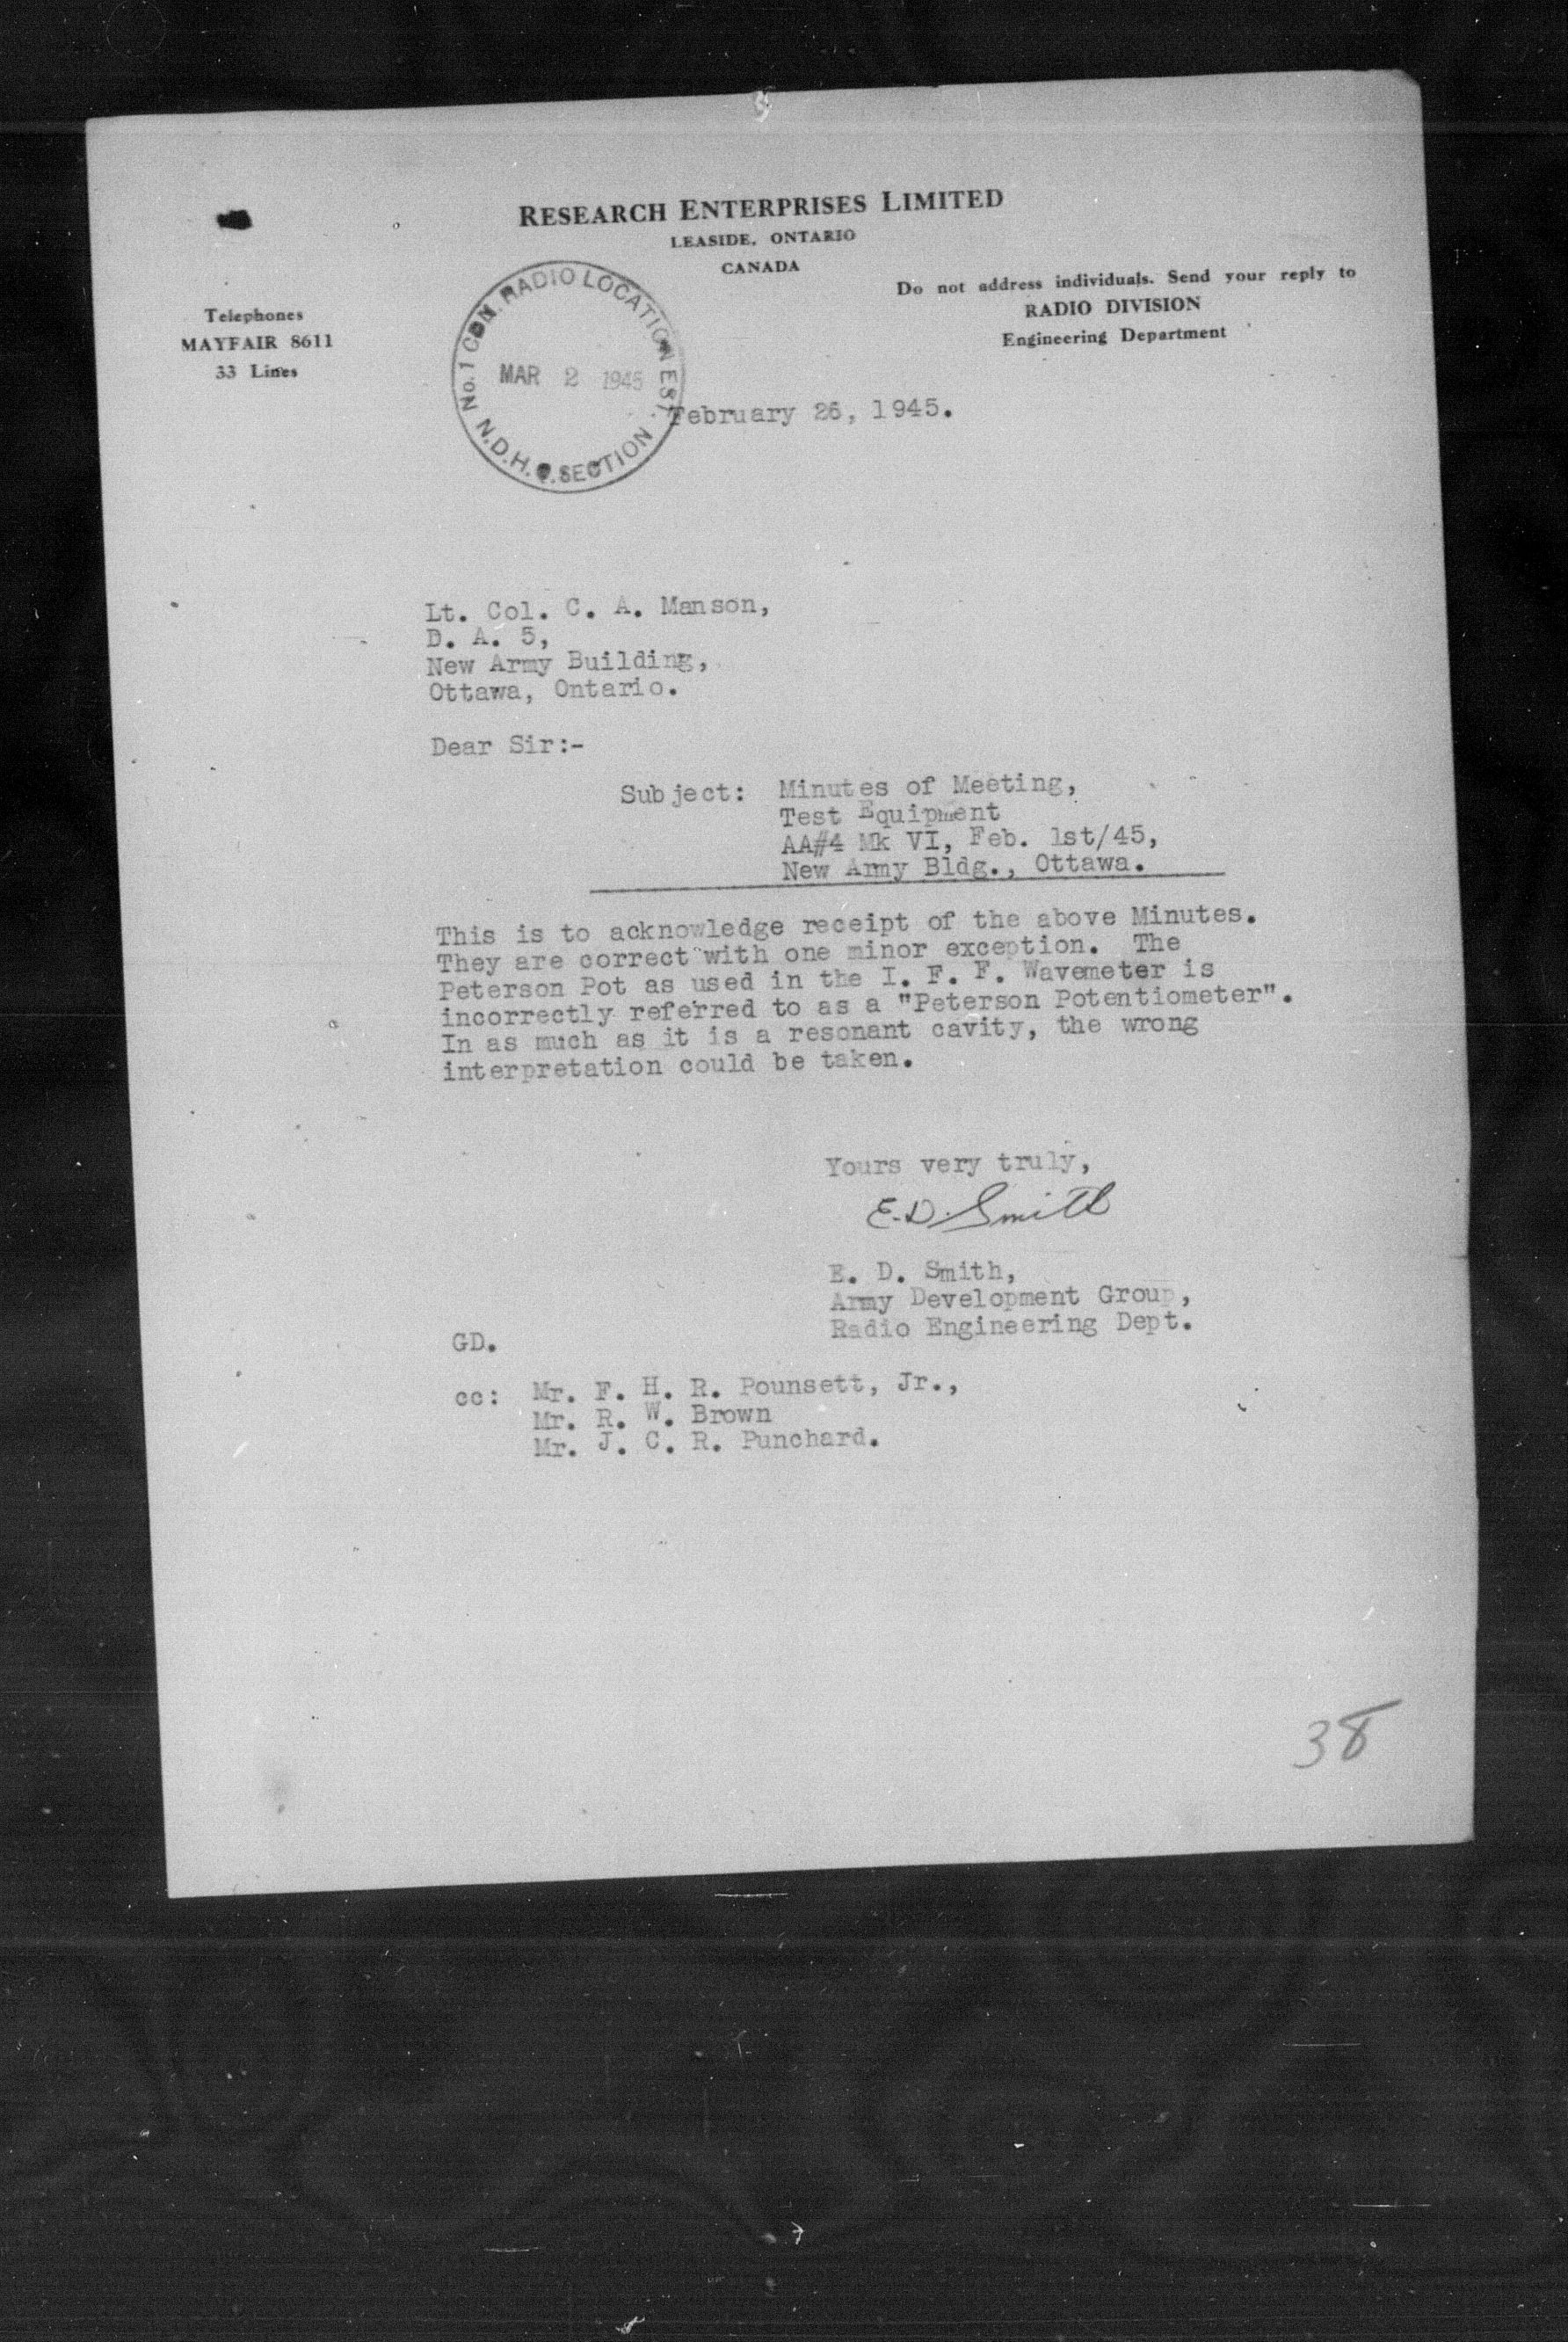 RESEARCH ENTERPRISES LIMITED
LEASIDE, ONTARIO
CANADA
Do not address individuals. Send your reply to
RADIO DIVISION
Engineering Department
Telephones
MAYFAIR 8611
33 Lines
No. 1 CDN. RADIO LOCATION EST.
MAR 2 1945
N.D.H.Q. SECTION
February 26, 1945.
Lt. Col. C. A. Manson,
D. A. 5,
New Army Building,
Ottawa, Ontario.
Dear Sir:-
Subject: Minutes of Meeting,
Test Equipment
AA#4 Mk VI, Feb. 1st/45,
New Army Bldg., Ottawa.
This is to acknowledge receipt of the above Minutes.
They are correct with one minor exception. The
Peterson Pot as used in the I. F. F. Wavemeter is
incorrectly referred to as a "Peterson Potentiometer".
In as much as it is a resonant cavity, the wrong
interpretation could be taken.
Yours very truly,
E.D. Smith
E. D. Smith,
Army Development Group,
Radio Engineering Dept.
GD.
cc: Mr. F. H. R. Pounsett, Jr.,
Mr. R. W. Brown
Mr. J. C. R. Punchard.
38